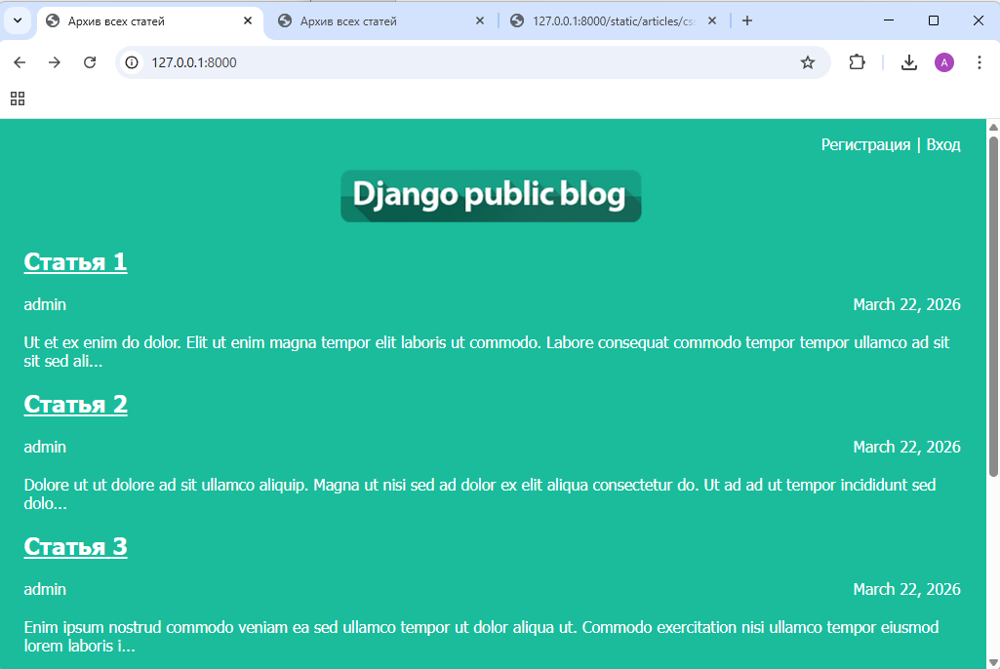 Архив всех статей
Архив всех статей
127.0.0.1:8000/static/articles/cs
127.0.0.1:8000
A
Регистрация | Вход
Django public blog
Статья 1
admin March 22, 2026
Ut et ex enim do dolor. Elit ut enim magna tempor elit laboris ut commodo. Labore consequat commodo tempor tempor ullamco ad sit
sit sed ali...
Статья 2
admin March 22, 2026
Dolore ut ut dolore ad sit ullamco aliquip. Magna ut nisi sed ad dolor ex elit aliqua consectetur do. Ut ad ad ut tempor incididunt sed
dolo...
Статья 3
admin March 22, 2026
Enim ipsum nostrud commodo veniam ea sed ullamco tempor ut dolor aliqua ut. Commodo exercitation nisi ullamco tempor eiusmod
lorem laboris i...